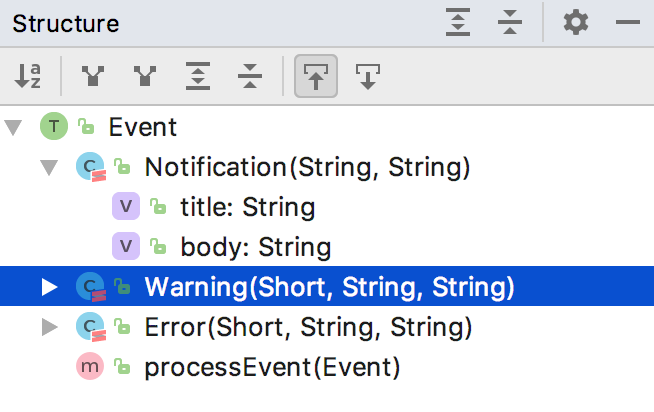 Structure
T Event
C Notification(String, String)
V title: String
V body: String
C Warning(Short, String, String)
C Error(Short, String, String)
m processEvent(Event)